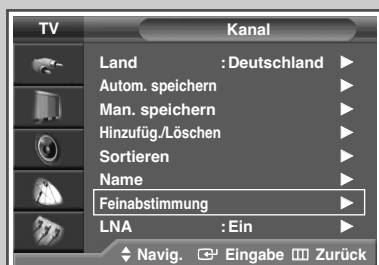 TV Kanal
Land : Deutschland
Autom. speichern
Man. speichern
Hinzufüg./Löschen
Sortieren
Name
Feinabstimmung
LNA : Ein
Navig. Eingabe Zurück